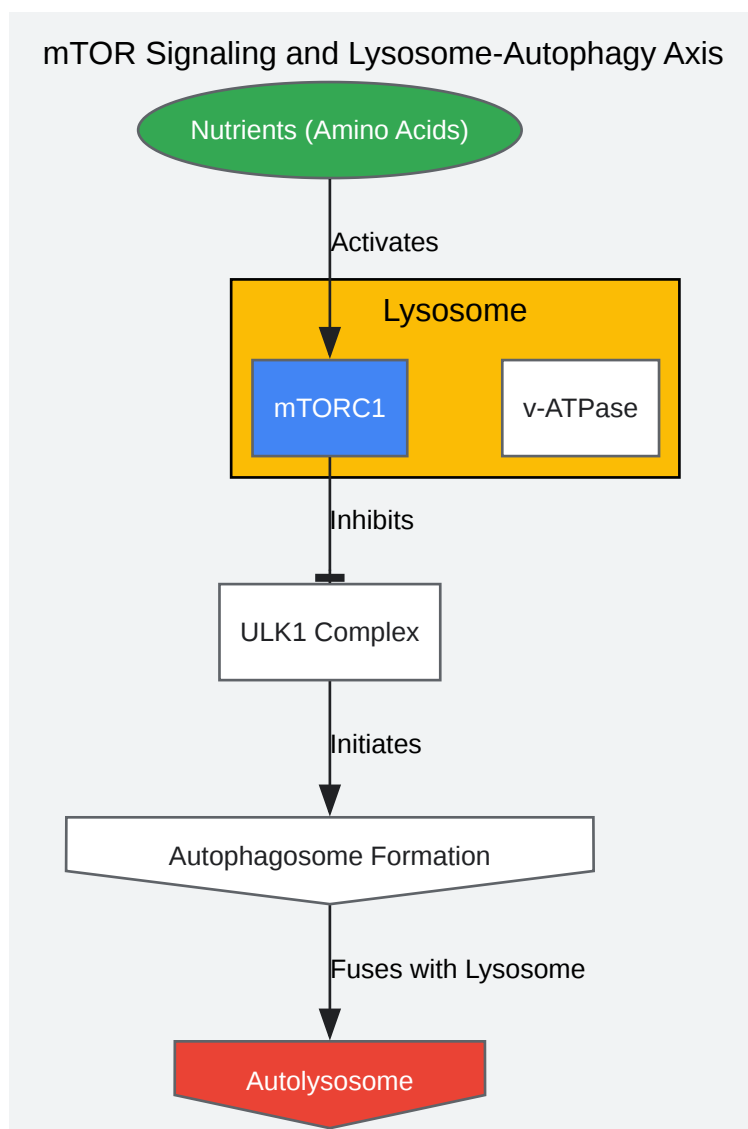 mTOR Signaling and Lysosome-Autophagy Axis
Nutrients (Amino Acids)
Activates
Lysosome
mTORC1
v-ATPase
Inhibits
ULK1 Complex
Initiates
Autophagosome Formation
Fuses with Lysosome
Autolysosome